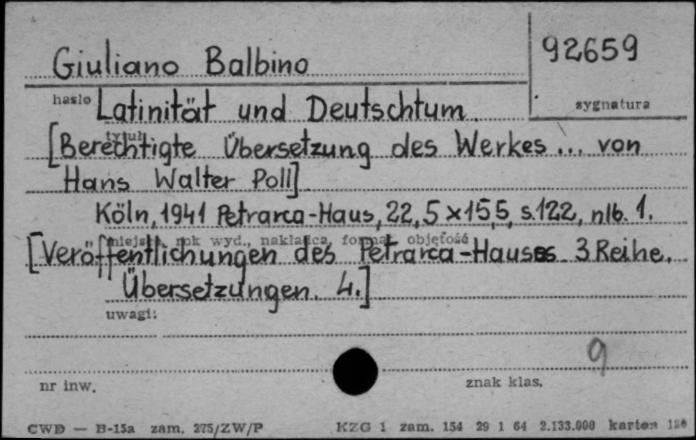 Giuliano Balbino
92659
hasło
sygnatura
Latinität und Deutschtum.
tytuł
[Berechtigte Übersetzung des Werkes ... von
Hans Walter Poll]
Köln, 1941 Petrarca-Haus, 22,5 x 15,5, s. 122, nlb. 1.
miejsce, rok wyd., nakładca, format, objętość
[Veröffentlichungen des Petrarca-Hauses 3 Reihe.
Übersetzungen. 4.]
uwagi:
9
nr inw.
znak klas.
CWD — B-15a zam. 275/ZW/P
KZG 1 zam. 154 29 1 64 2.133.000 karton